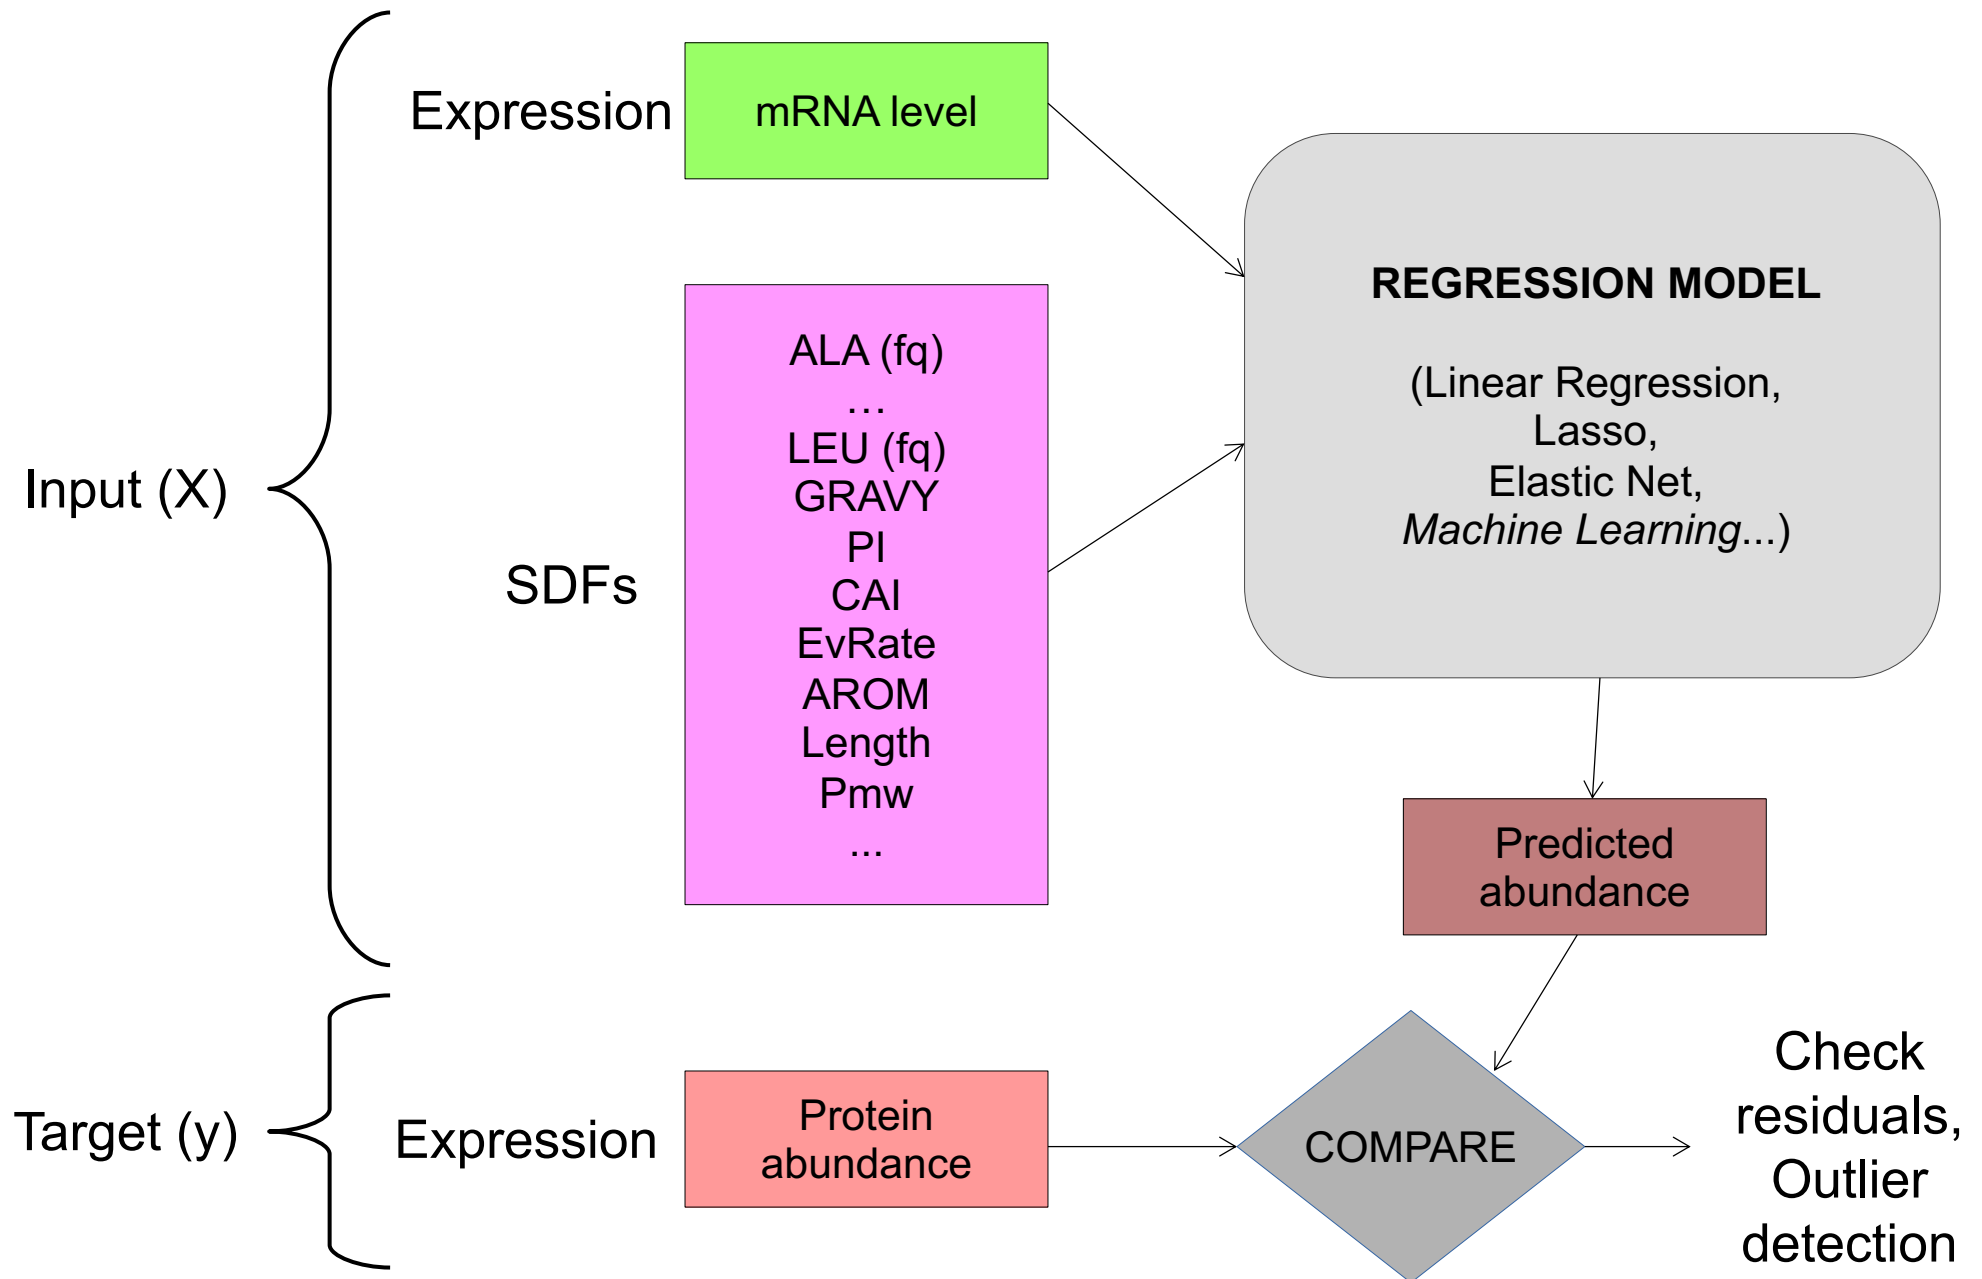 Input (X)
Expression
mRNA level
SDFs
ALA (fq)
…
LEU (fq)
GRAVY
PI
CAI
EvRate
AROM
Length
Pmw
...
REGRESSION MODEL
(Linear Regression,
Lasso,
Elastic Net,
Machine Learning...)
Predicted
abundance
Target (y)
Expression
Protein
abundance
COMPARE
Check
residuals,
Outlier
detection